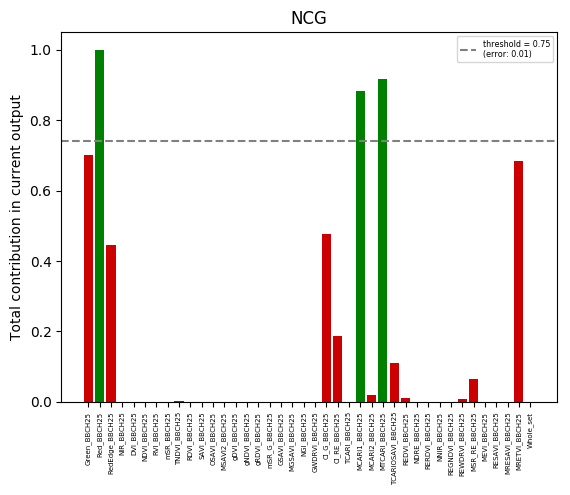 NCG
threshold = 0.75
(error: 0.01)
Total contribution in current output
1.0
0.8
0.6
0.4
0.2
0.0
Green_BBCH25
Red_BBCH25
RedEdge_BBCH25
NIR_BBCH25
DVI_BBCH25
NDVI_BBCH25
RVI_BBCH25
mSR_BBCH25
TNDVI_BBCH25
RDVI_BBCH25
SAVI_BBCH25
OSAVI_BBCH25
MSAVI2_BBCH25
gDVI_BBCH25
gNDVI_BBCH25
gRDVI_BBCH25
mSR_G_BBCH25
GSAVI_BBCH25
MGSAVI_BBCH25
NGI_BBCH25
GWDRVI_BBCH25
CI_G_BBCH25
CI_RE_BBCH25
TCARI_BBCH25
MCARI1_BBCH25
MCARI2_BBCH25
MTCARI_BBCH25
TCARIOSAVI_BBCH25
REDVI_BBCH25
NDRE_BBCH25
RERDVI_BBCH25
NNIR_BBCH25
REGNDVI_BBCH25
REWDRVI_BBCH25
MSR_RE_BBCH25
MEVI_BBCH25
RESAVI_BBCH25
MRESAVI_BBCH25
MRETVI_BBCH25
Whole_set